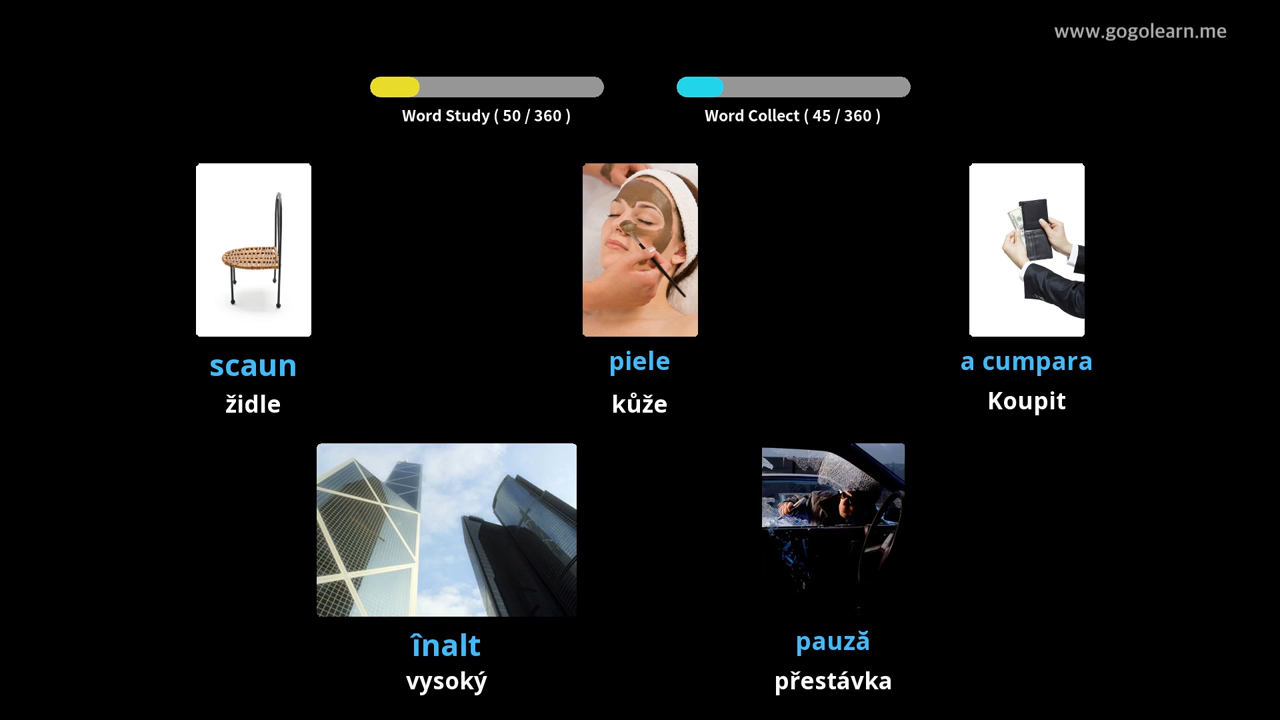 www.gogolearn.me
Word Study ( 50 / 360 )
Word Collect ( 45 / 360 )
scaun
židle
piele
kůže
a cumpara
Koupit
înalt
vysoký
pauză
přestávka